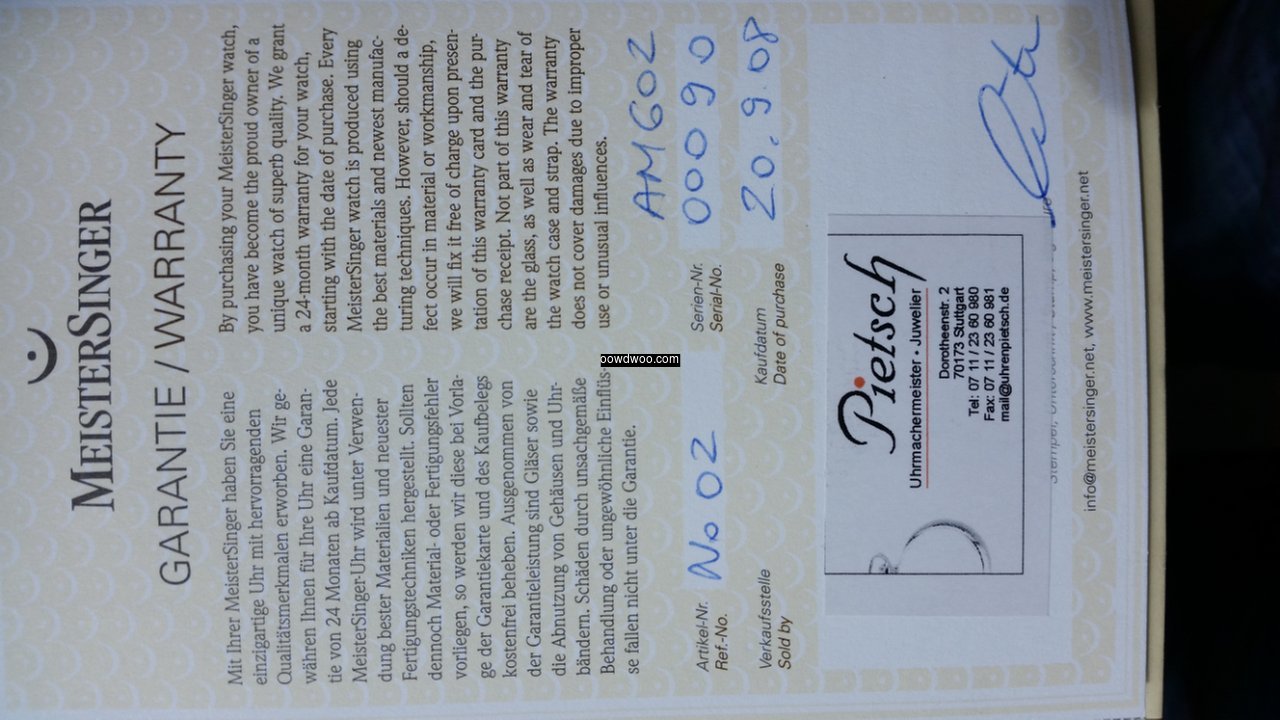 MEISTERSINGER
GARANTIE / WARRANTY
Mit Ihrer MeisterSinger haben Sie eine
einzigartige Uhr mit hervorragenden
Qualitätsmerkmalen erworben. Wir ge-
währen Ihnen für Ihre Uhr eine Garan-
tie von 24 Monaten ab Kaufdatum. Jede
MeisterSinger-Uhr wird unter Verwen-
dung bester Materialien und neuester
Fertigungstechniken hergestellt. Sollten
dennoch Material- oder Fertigungsfehler
vorliegen, so werden wir diese bei Vorla-
ge der Garantiekarte und des Kaufbelegs
kostenfrei beheben. Ausgenommen von
der Garantieleistung sind Gläser sowie
die Abnutzung von Gehäusen und Uhr-
bändern. Schäden durch unsachgemäße
Behandlung oder ungewöhnliche Einflüs-
se fallen nicht unter die Garantie.
By purchasing your MeisterSinger watch,
you have become the proud owner of a
unique watch of superb quality. We grant
a 24-month warranty for your watch,
starting with the date of purchase. Every
MeisterSinger watch is produced using
the best materials and newest manufac-
turing techniques. However, should a de-
fect occur in material or workmanship,
we will fix it free of charge upon presen-
tation of this warranty card and the pur-
chase receipt. Not part of this warranty
are the glass, as well as wear and tear of
the watch case and strap. The warranty
does not cover damages due to improper
use or unusual influences.
powdwoo.com
AM602
Artikel-Nr.
Ref.-No.
No 02
Serien-Nr.
Serial-No.
00090
Verkaufsstelle
Sold by
Kaufdatum
Date of purchase
20.9.08
Pietsch
Uhrmachermeister • Juwelier
Dorotheenstr. 2
70173 Stuttgart
Tel: 07 11 / 23 60 980
Fax: 07 11 / 23 60 981
mail@uhrenpietsch.de
info@meistersinger.net, www.meistersinger.net